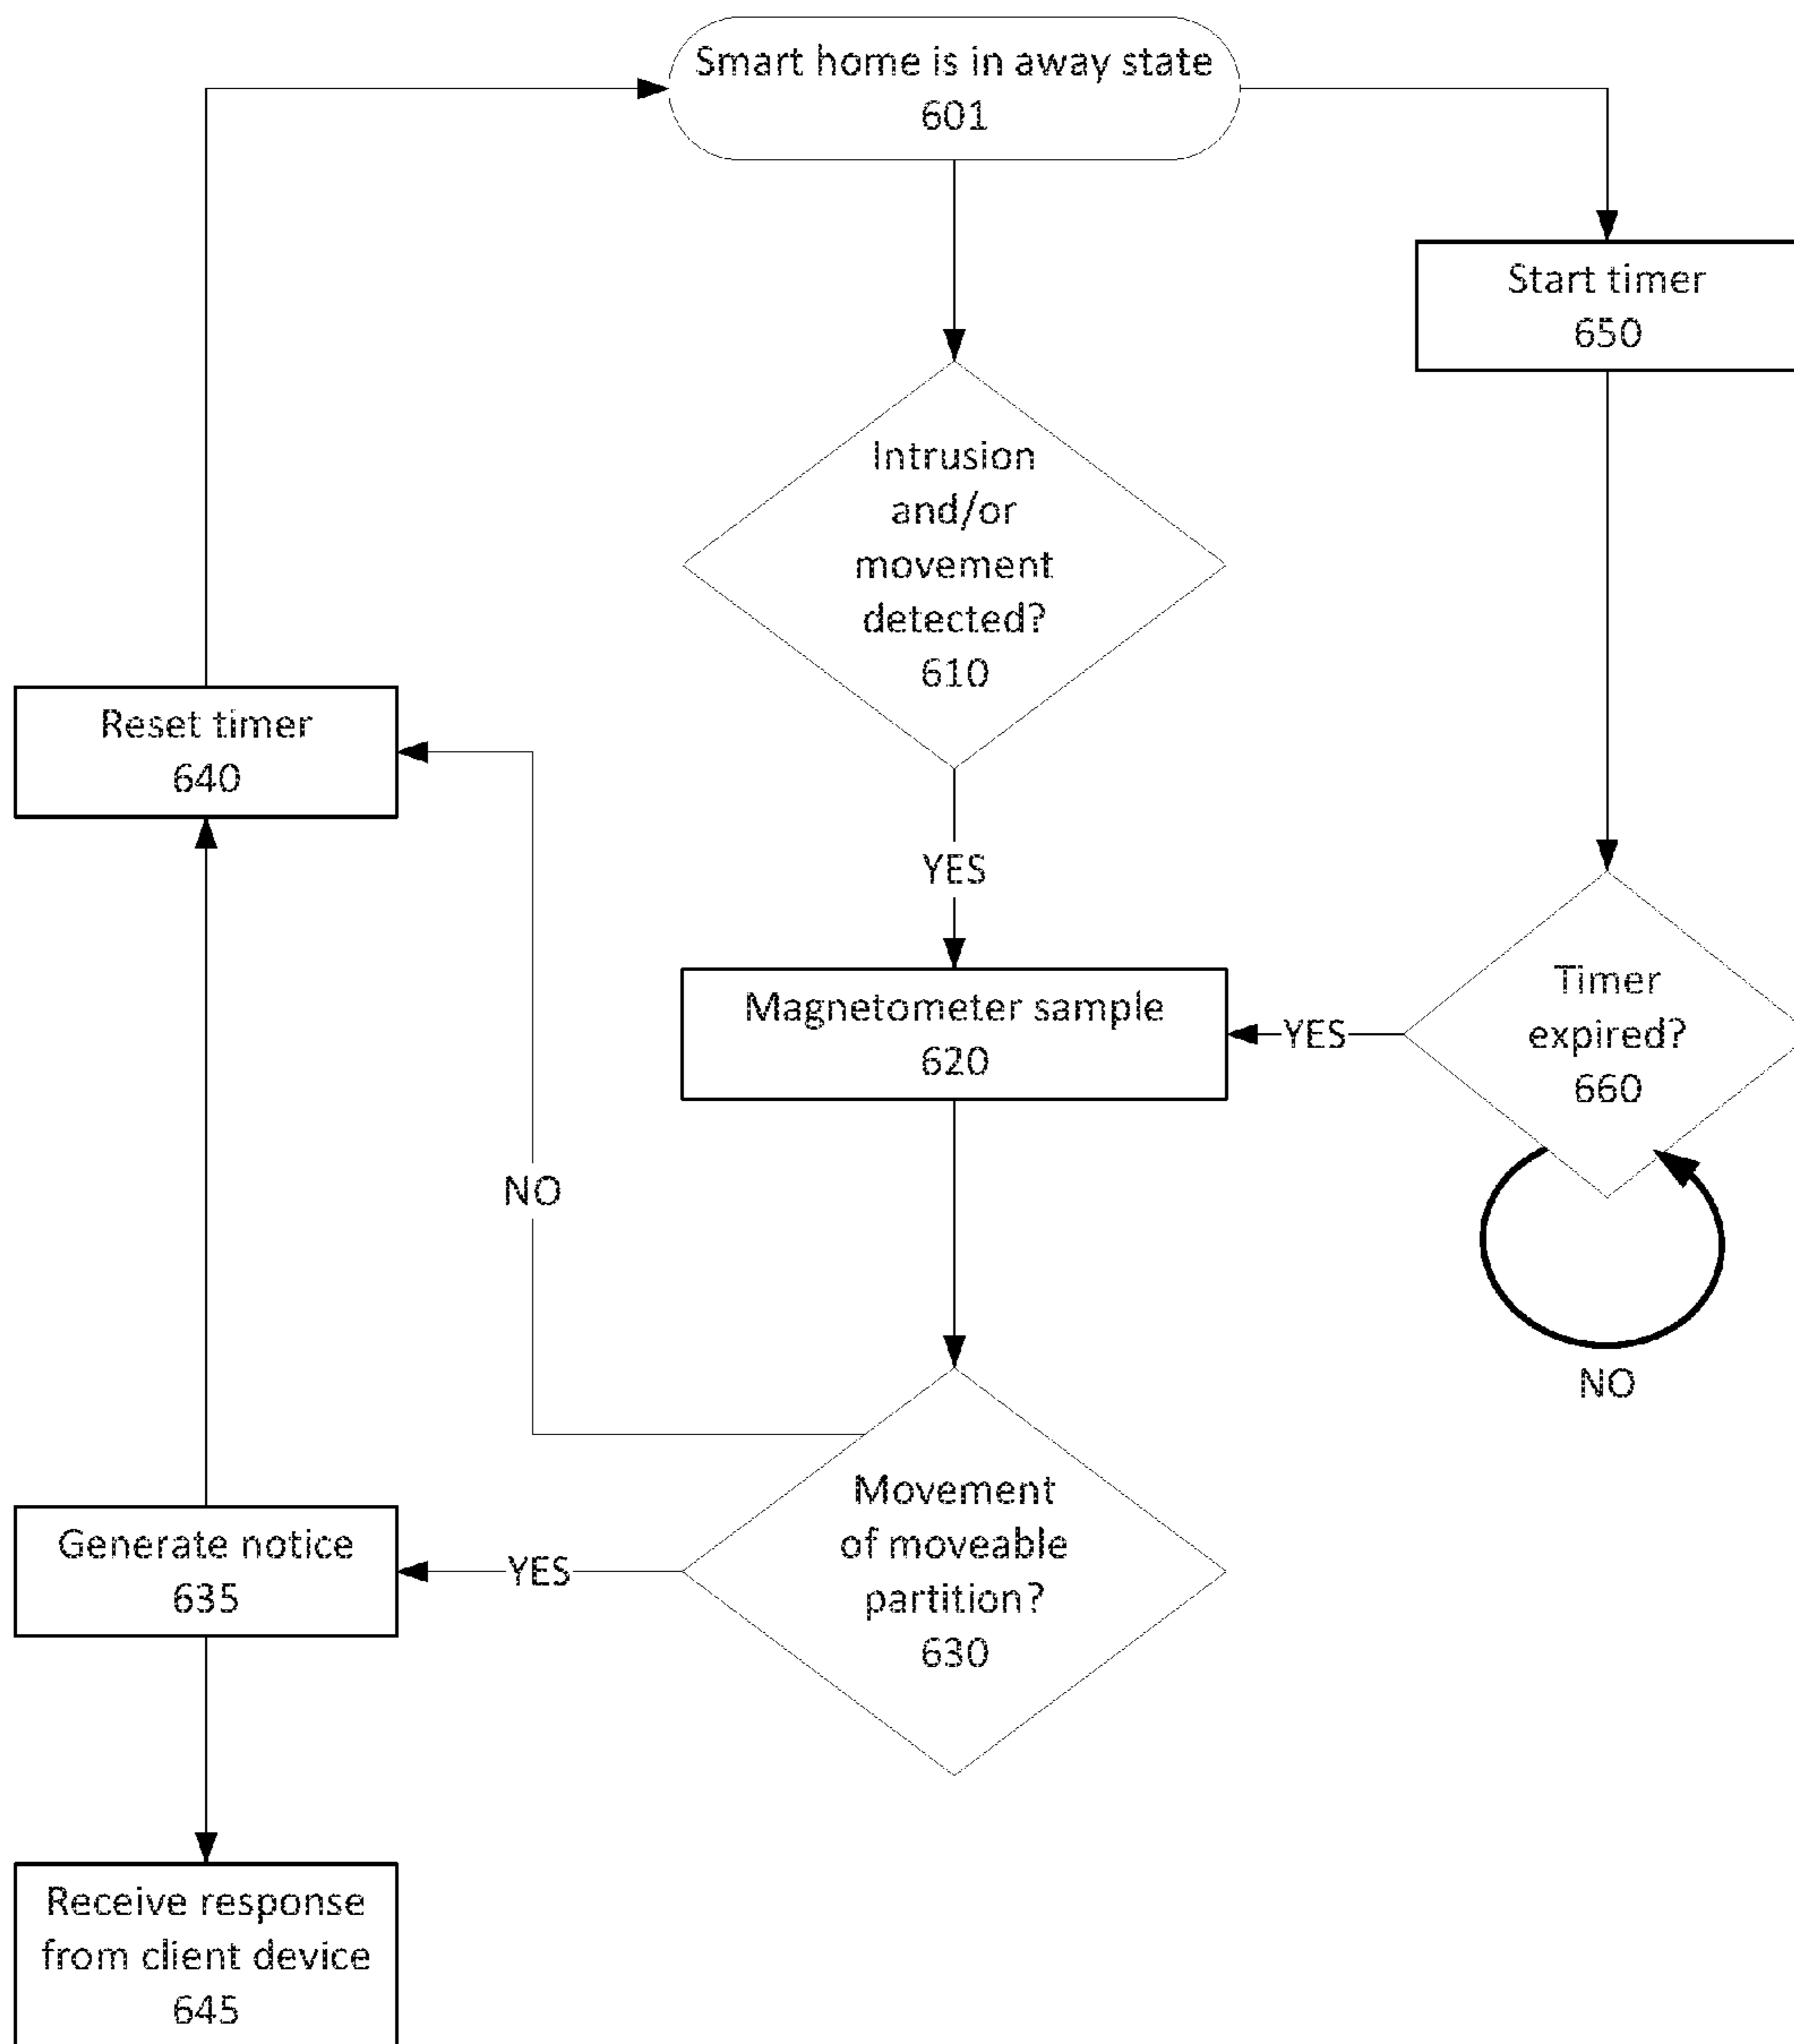 Smart home is in away state
601
Start timer
650
Intrusion
and/or
movement
detected?
610
Reset timer
640
YES
Magnetometer sample
620
YES
Timer
expired?
660
NO
NO
Movement
of moveable
partition?
630
YES
Generate notice
635
Receive response
from client device
645